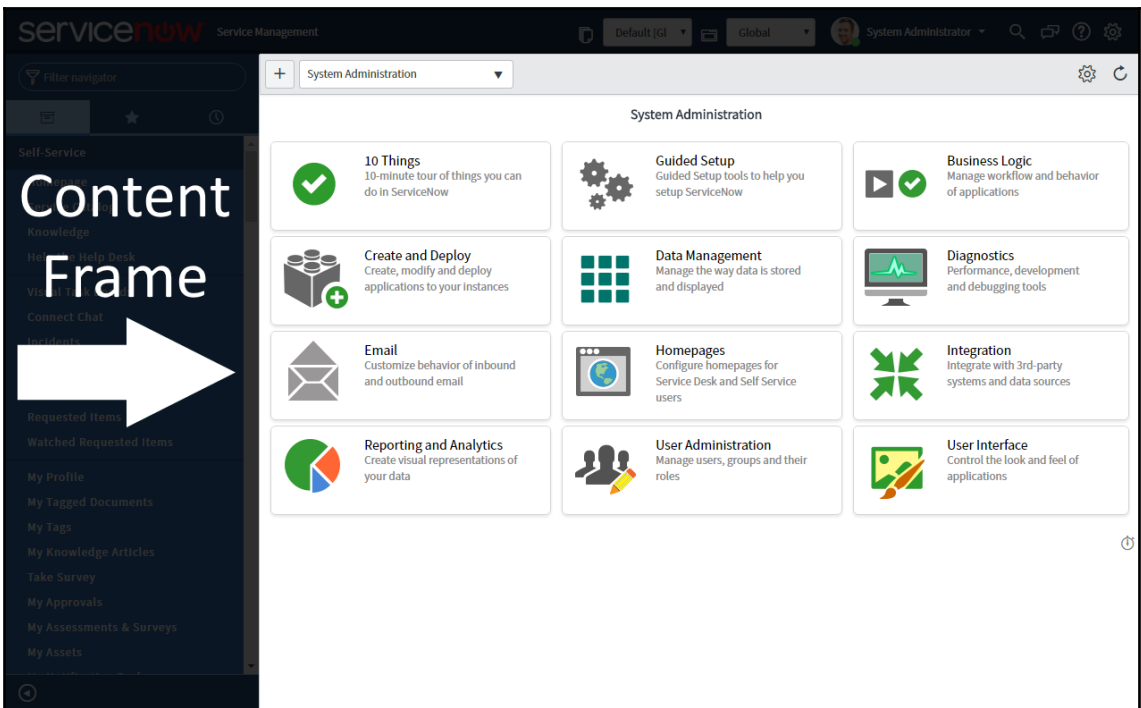 servicenow
Service Management
Default [Gl
Global
System Administrator
Filter navigator
System Administration
System Administration
Self-Service
Content
Frame
Knowledge
Connect Chat
Incidents
Requested Items
Watched Requested Items
My Profile
My Tagged Documents
My Tags
My Knowledge Articles
Take Survey
My Approvals
My Assessments & Surveys
My Assets
10 Things
10-minute tour of things you can
do in ServiceNow
Guided Setup
Guided Setup tools to help you
setup ServiceNow
Business Logic
Manage workflow and behavior
of applications
Create and Deploy
Create, modify and deploy
applications to your instances
Data Management
Manage the way data is stored
and displayed
Diagnostics
Performance, development
and debugging tools
Email
Customize behavior of inbound
and outbound email
Homepages
Configure homepages for
Service Desk and Self Service
users
Integration
Integrate with 3rd-party
systems and data sources
Reporting and Analytics
Create visual representations of
your data
User Administration
Manage users, groups and their
roles
User Interface
Control the look and feel of
applications